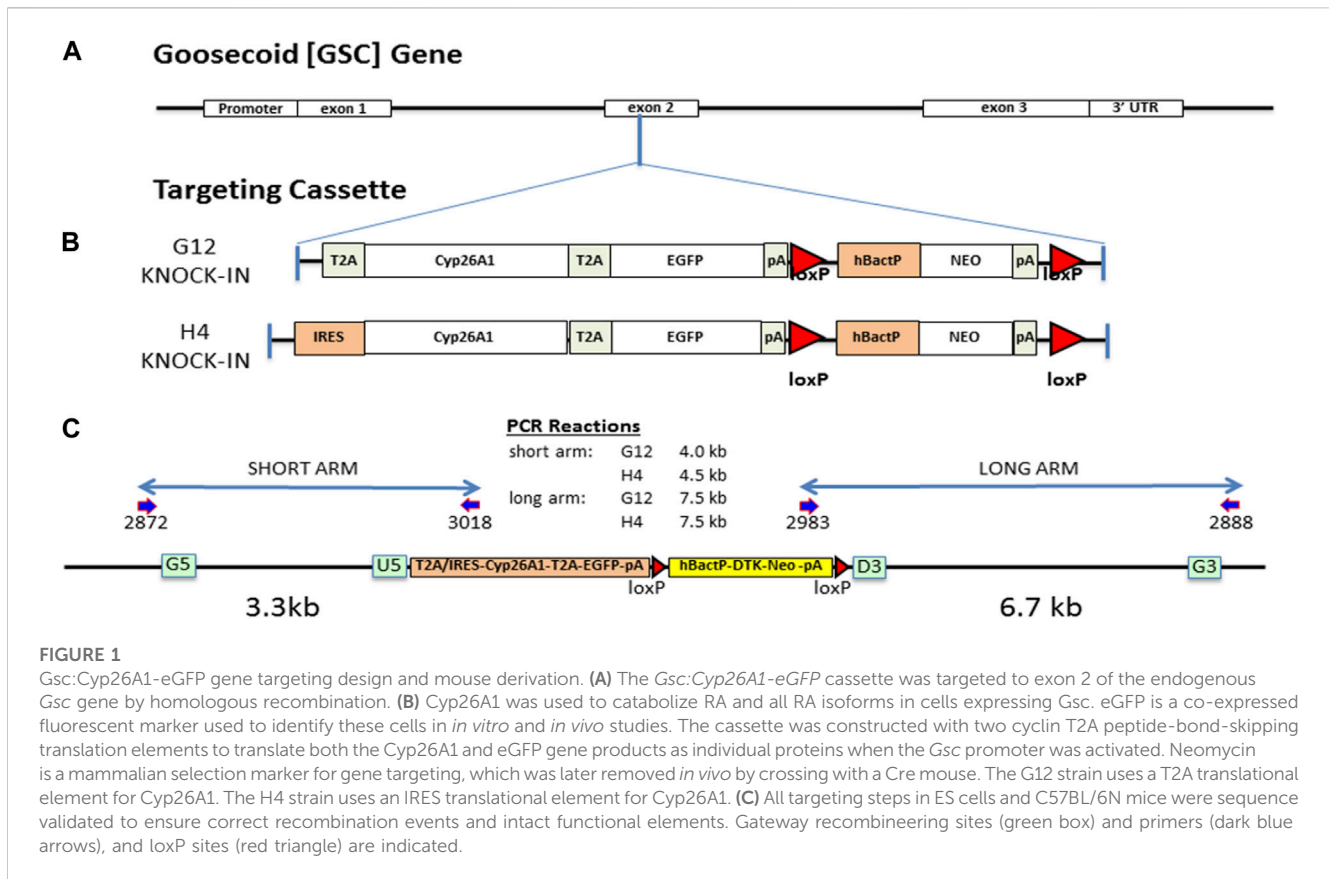 A
Goosecoid [GSC] Gene
Promoter exon 1 exon 2 exon 3 3' UTR
Targeting Cassette
B
G12
KNOCK-IN
T2A Cyp26A1 T2A EGFP pA loxP hBactP NEO pA loxP
H4
KNOCK-IN
IRES Cyp26A1 T2A EGFP pA hBactP NEO pA
loxP loxP
C
PCR Reactions
short arm: G12 4.0 kb
H4 4.5 kb
long arm: G12 7.5 kb
H4 7.5 kb
SHORT ARM
LONG ARM
2872 3018 2983 2888
G5 U5 T2A/IRES-Cyp26A1-T2A-EGFP-pA hBactP-DTK-Neo-pA D3 G3
loxP loxP
3.3kb 6.7 kb
FIGURE 1
Gsc:Cyp26A1-eGFP gene targeting design and mouse derivation. (A) The Gsc:Cyp26A1-eGFP cassette was targeted to exon 2 of the endogenous
Gsc gene by homologous recombination. (B) Cyp26A1 was used to catabolize RA and all RA isoforms in cells expressing Gsc. eGFP is a co-expressed
fluorescent marker used to identify these cells in in vitro and in vivo studies. The cassette was constructed with two cyclin T2A peptide-bond-skipping
translation elements to translate both the Cyp26A1 and eGFP gene products as individual proteins when the Gsc promoter was activated. Neomycin
is a mammalian selection marker for gene targeting, which was later removed in vivo by crossing with a Cre mouse. The G12 strain uses a T2A translational
element for Cyp26A1. The H4 strain uses an IRES translational element for Cyp26A1. (C) All targeting steps in ES cells and C57BL/6N mice were sequence
validated to ensure correct recombination events and intact functional elements. Gateway recombineering sites (green box) and primers (dark blue
arrows), and loxP sites (red triangle) are indicated.